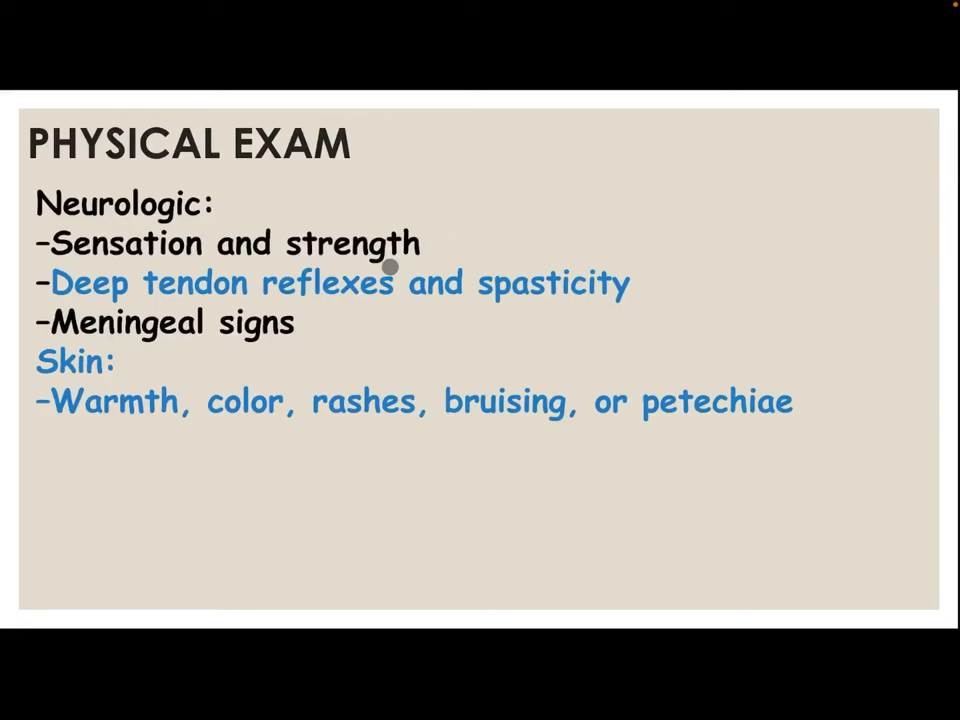 PHYSICAL EXAM
Neurologic:
–Sensation and strength
–Deep tendon reflexes and spasticity
–Meningeal signs
Skin:
–Warmth, color, rashes, bruising, or petechiae